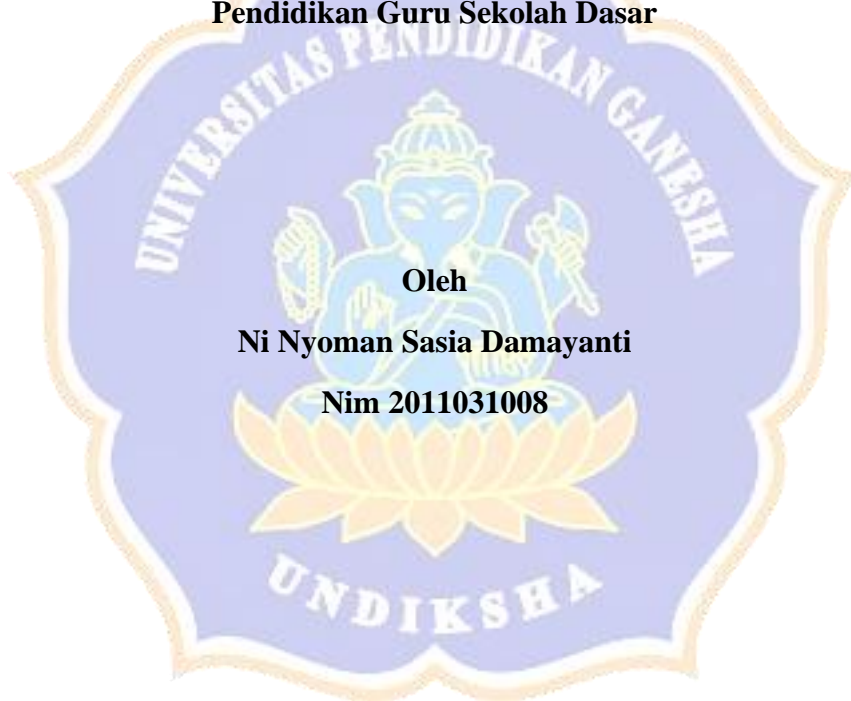 Pendidikan Guru Sekolah Dasar
UNIVERSITAS PENDIDIKAN GANESHA
Oleh
Ni Nyoman Sasia Damayanti
Nim 2011031008
UNDIKSHA